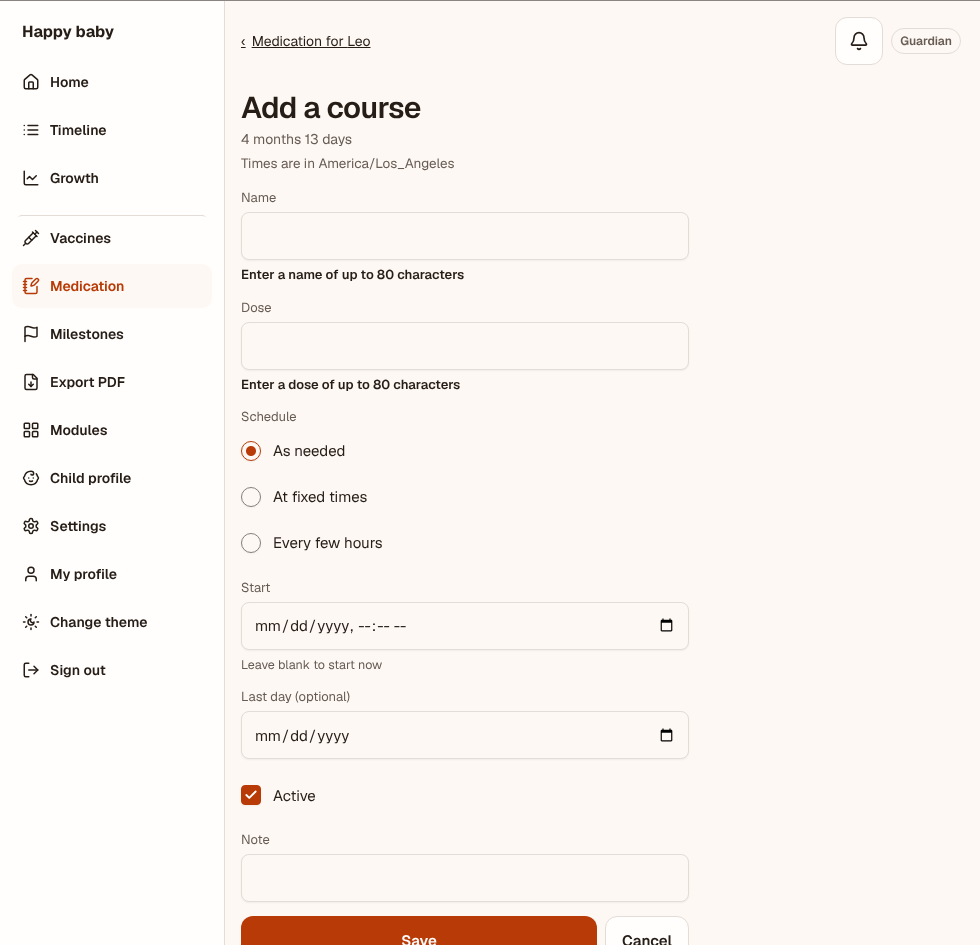 Happy baby
Home
Timeline
Growth
Vaccines
Medication
Milestones
Export PDF
Modules
Child profile
Settings
My profile
Change theme
Sign out
‹ Medication for Leo
Guardian
Add a course
4 months 13 days
Times are in America/Los_Angeles
Name
Enter a name of up to 80 characters
Dose
Enter a dose of up to 80 characters
Schedule
As needed
At fixed times
Every few hours
Start
mm/dd/yyyy, --:-- --
Leave blank to start now
Last day (optional)
mm/dd/yyyy
Active
Note
Save
Cancel